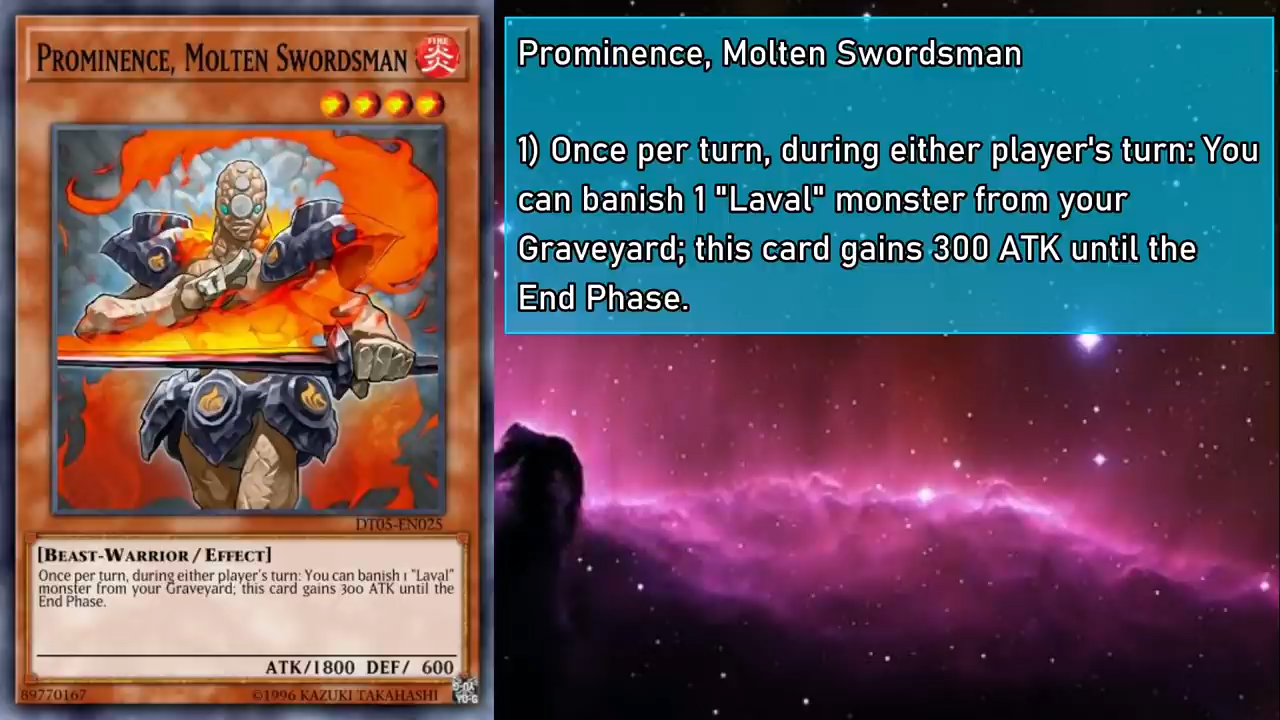 PROMINENCE, MOLTEN SWORDSMAN
FIRE
炎
DT05-EN025
[BEAST-WARRIOR / EFFECT]
Once per turn, during either player's turn: You can banish 1 "Laval"
monster from your Graveyard; this card gains 300 ATK until the
End Phase.
ATK/1800 DEF/ 600
89770167
©1996 KAZUKI TAKAHASHI
Prominence, Molten Swordsman
1) Once per turn, during either player's turn: You
can banish 1 "Laval" monster from your
Graveyard; this card gains 300 ATK until the
End Phase.